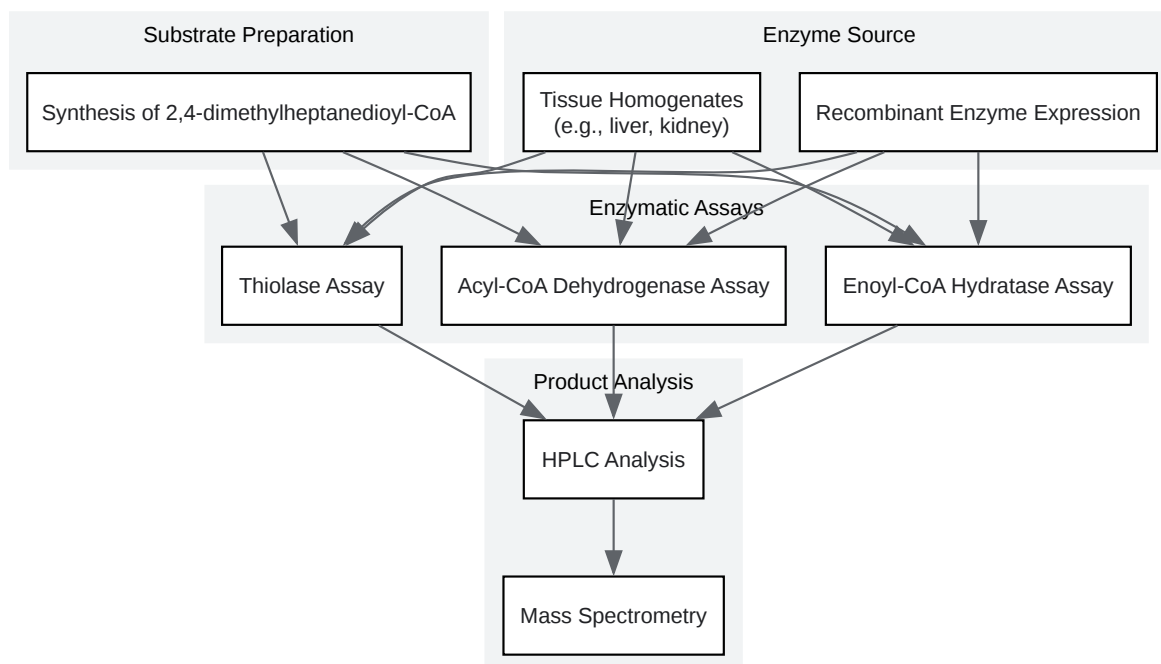 Substrate Preparation
Enzyme Source
Synthesis of 2,4-dimethylheptanedioyl-CoA
Tissue Homogenates
(e.g., liver, kidney)
Recombinant Enzyme Expression
Enzymatic Assays
Thiolase Assay
Acyl-CoA Dehydrogenase Assay
Enoyl-CoA Hydratase Assay
Product Analysis
HPLC Analysis
Mass Spectrometry